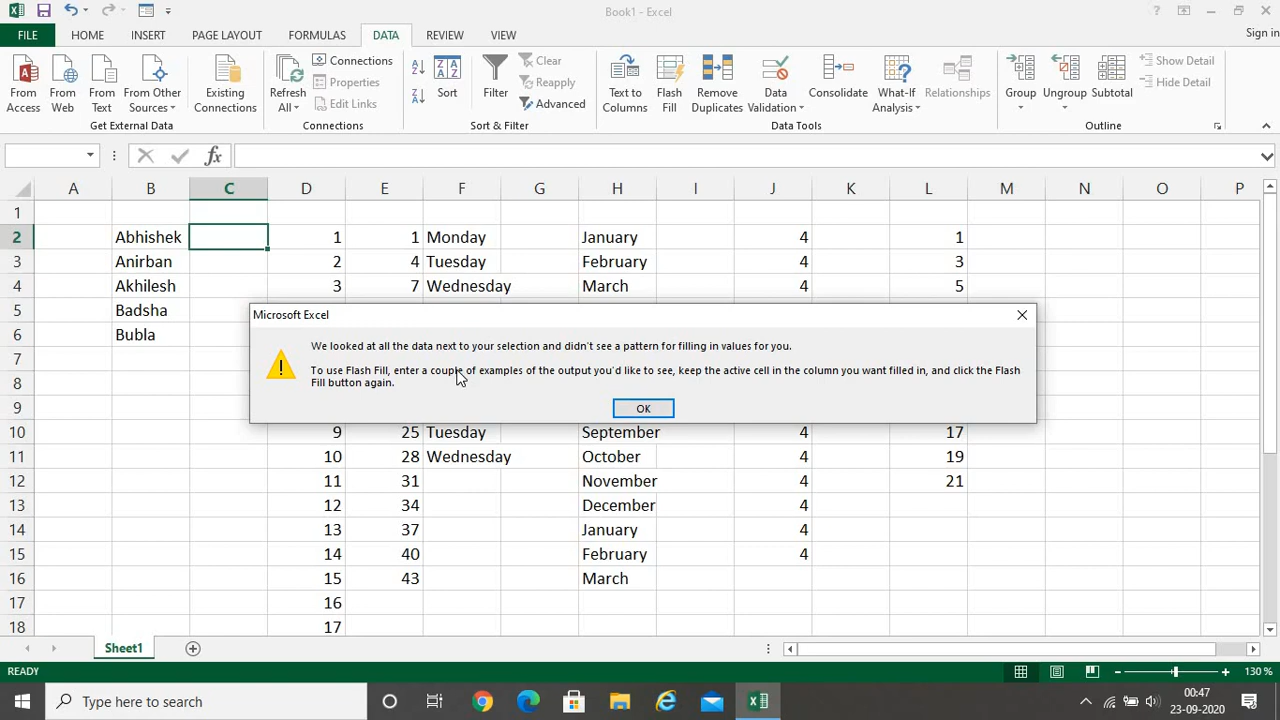 Book1 - Excel
?
Sign in
FILE HOME INSERT PAGE LAYOUT FORMULAS DATA REVIEW VIEW
From Access
From Web
From Text
From Other Sources
Get External Data
Existing Connections
Refresh All
Connections
Properties
Edit Links
Connections
Sort
Filter
Clear
Reapply
Advanced
Sort & Filter
Text to Columns
Flash Fill
Remove Duplicates
Data Validation
Consolidate
What-If Analysis
Relationships
Data Tools
Group
Ungroup
Subtotal
Show Detail
Hide Detail
Outline
fx
A B C D E F G H I J K L M N O P
1
2 Abhishek 1 1 Monday January 4 1
3 Anirban 2 4 Tuesday February 4 3
4 Akhilesh 3 7 Wednesday March 4 5
5 Badsha
6 Bubla
7
8
9
Microsoft Excel
We looked at all the data next to your selection and didn't see a pattern for filling in values for you.
To use Flash Fill, enter a couple of examples of the output you'd like to see, keep the active cell in the column you want filled in, and click the Flash
Fill button again.
OK
10 9 25 Tuesday September 4 17
11 10 28 Wednesday October 4 19
12 11 31 November 4 21
13 12 34 December 4
14 13 37 January 4
15 14 40 February 4
16 15 43 March
17 16
18 17
Sheet1
READY
130 %
Type here to search
00:47
23-09-2020